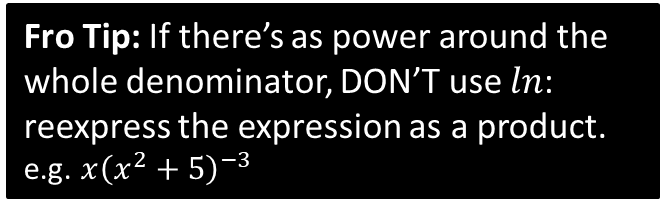 Fro Tip: If there’s as power around the
whole denominator, DON’T use ln:
reexpress the expression as a product.
e.g. x(x² + 5)⁻³